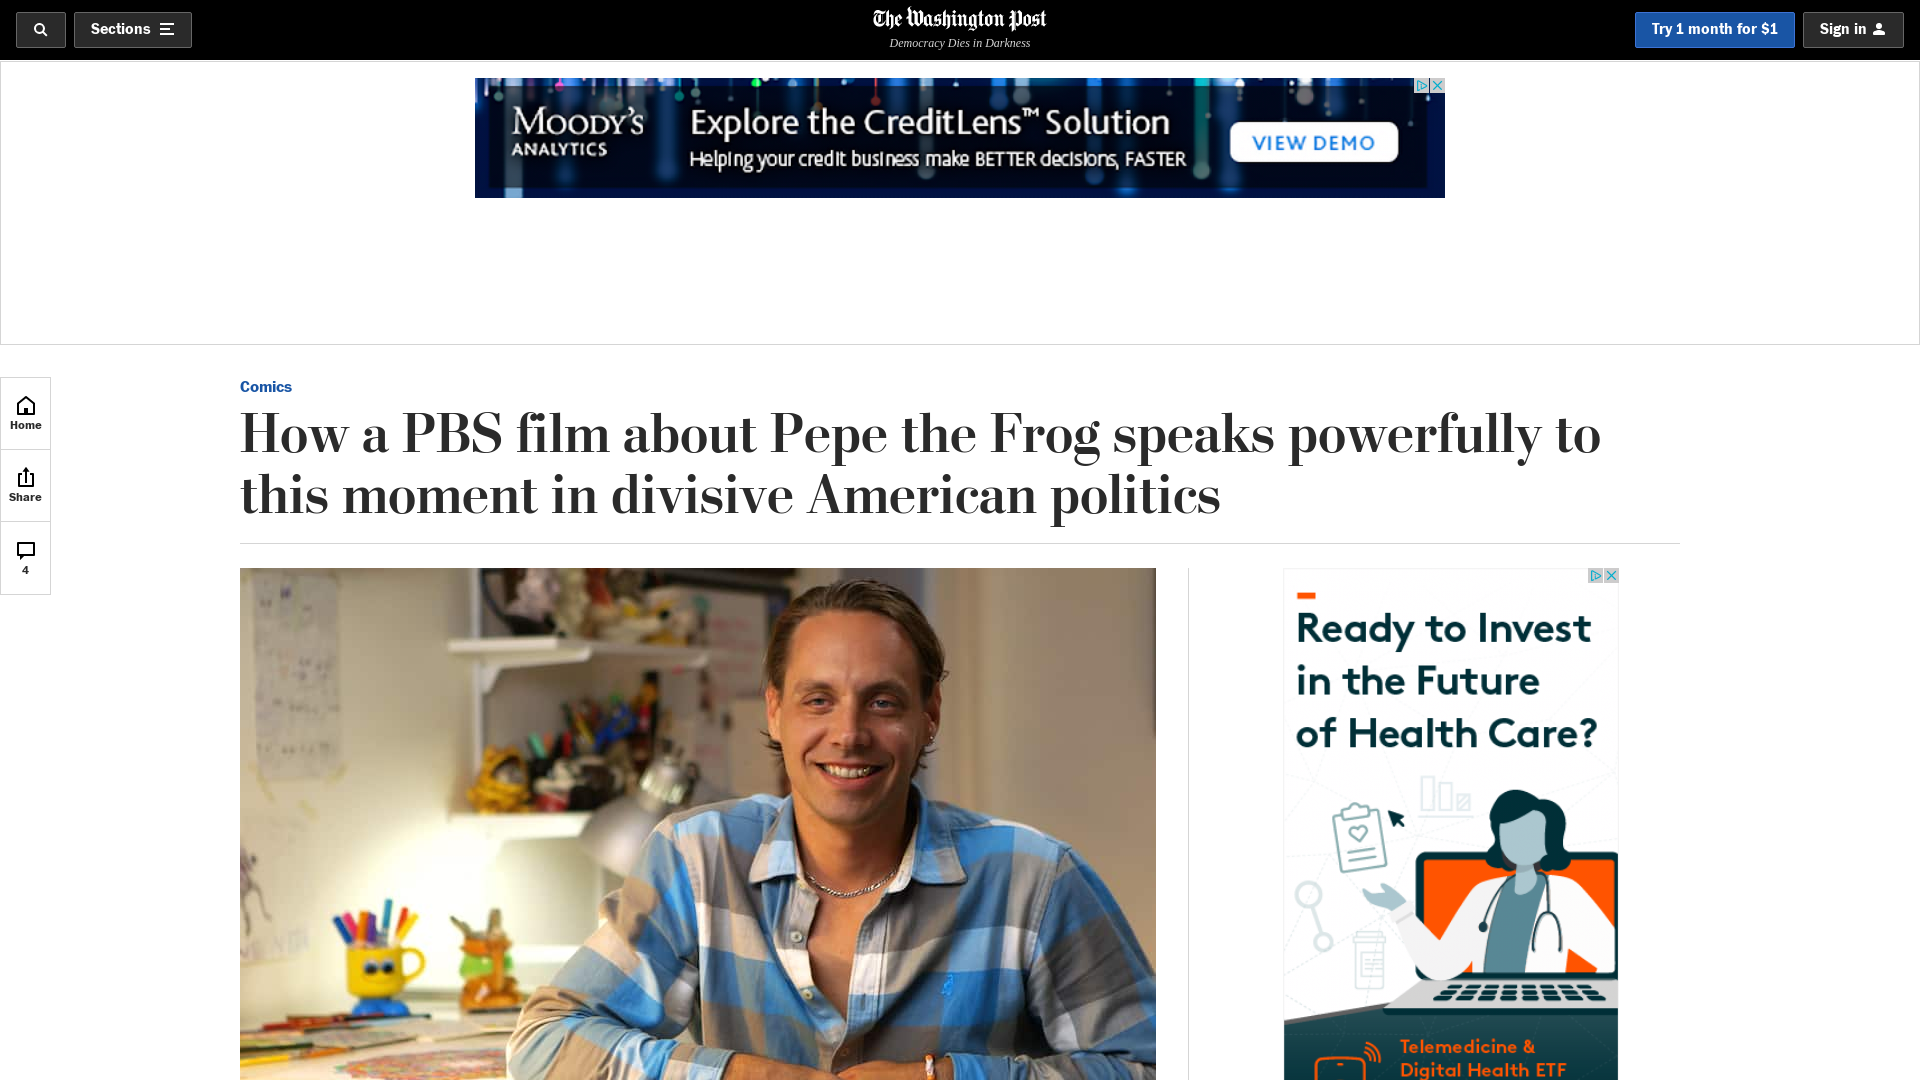 Sections
The Washington Post
Democracy Dies in Darkness
Try 1 month for $1
Sign in
MOODY'S
ANALYTICS
Explore the CreditLens™ Solution
Helping your credit business make BETTER decisions, FASTER
VIEW DEMO
Home
Share
4
Comics
How a PBS film about Pepe the Frog speaks powerfully to
this moment in divisive American politics
Ready to Invest
in the Future
of Health Care?
Telemedicine &
Digital Health ETF